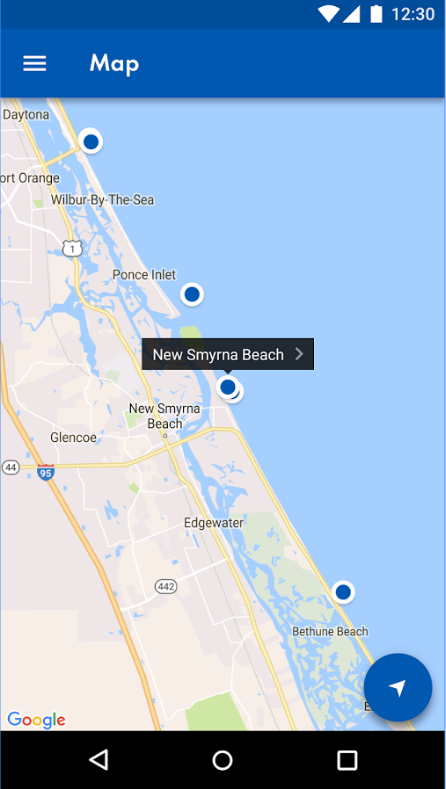 12:30
Map
Daytona
ort Orange
Wilbur-By-The-Sea
1
Ponce Inlet
New Smyrna Beach
New Smyrna
Beach
Glencoe
44
95
Edgewater
442
Bethune Beach
E
Google